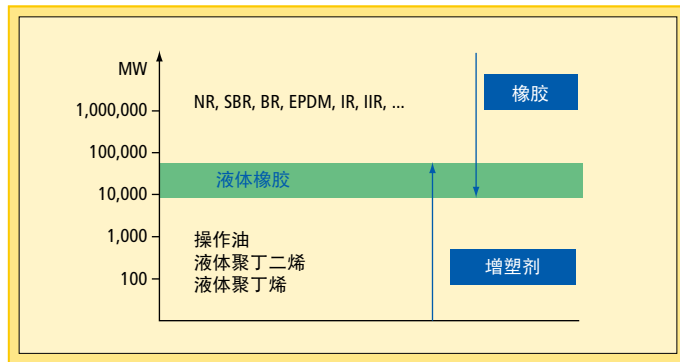 MW
1,000,000
100,000
10,000
1,000
100
NR, SBR, BR, EPDM, IR, IIR, ...
橡胶
液体橡胶
操作油
液体聚丁二烯
液体聚丁烯
增塑剂